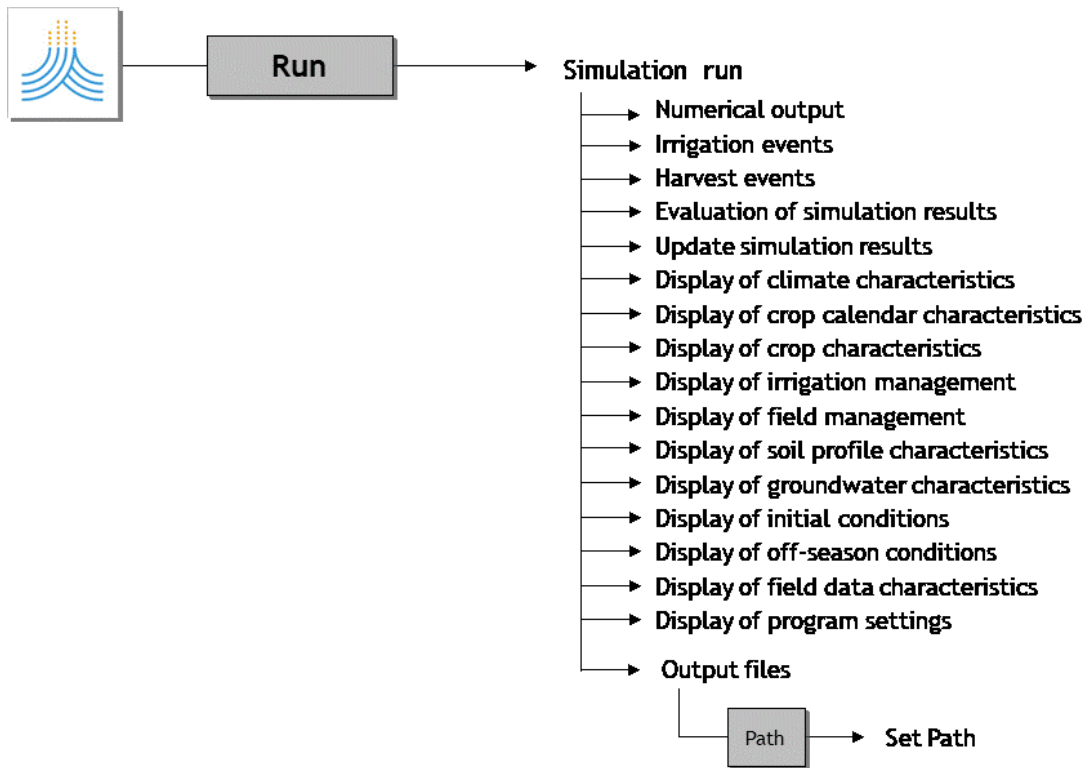 Run
Simulation run
Numerical output
Irrigation events
Harvest events
Evaluation of simulation results
Update simulation results
Display of climate characteristics
Display of crop calendar characteristics
Display of crop characteristics
Display of irrigation management
Display of field management
Display of soil profile characteristics
Display of groundwater characteristics
Display of initial conditions
Display of off-season conditions
Display of field data characteristics
Display of program settings
Output files
Path
Set Path